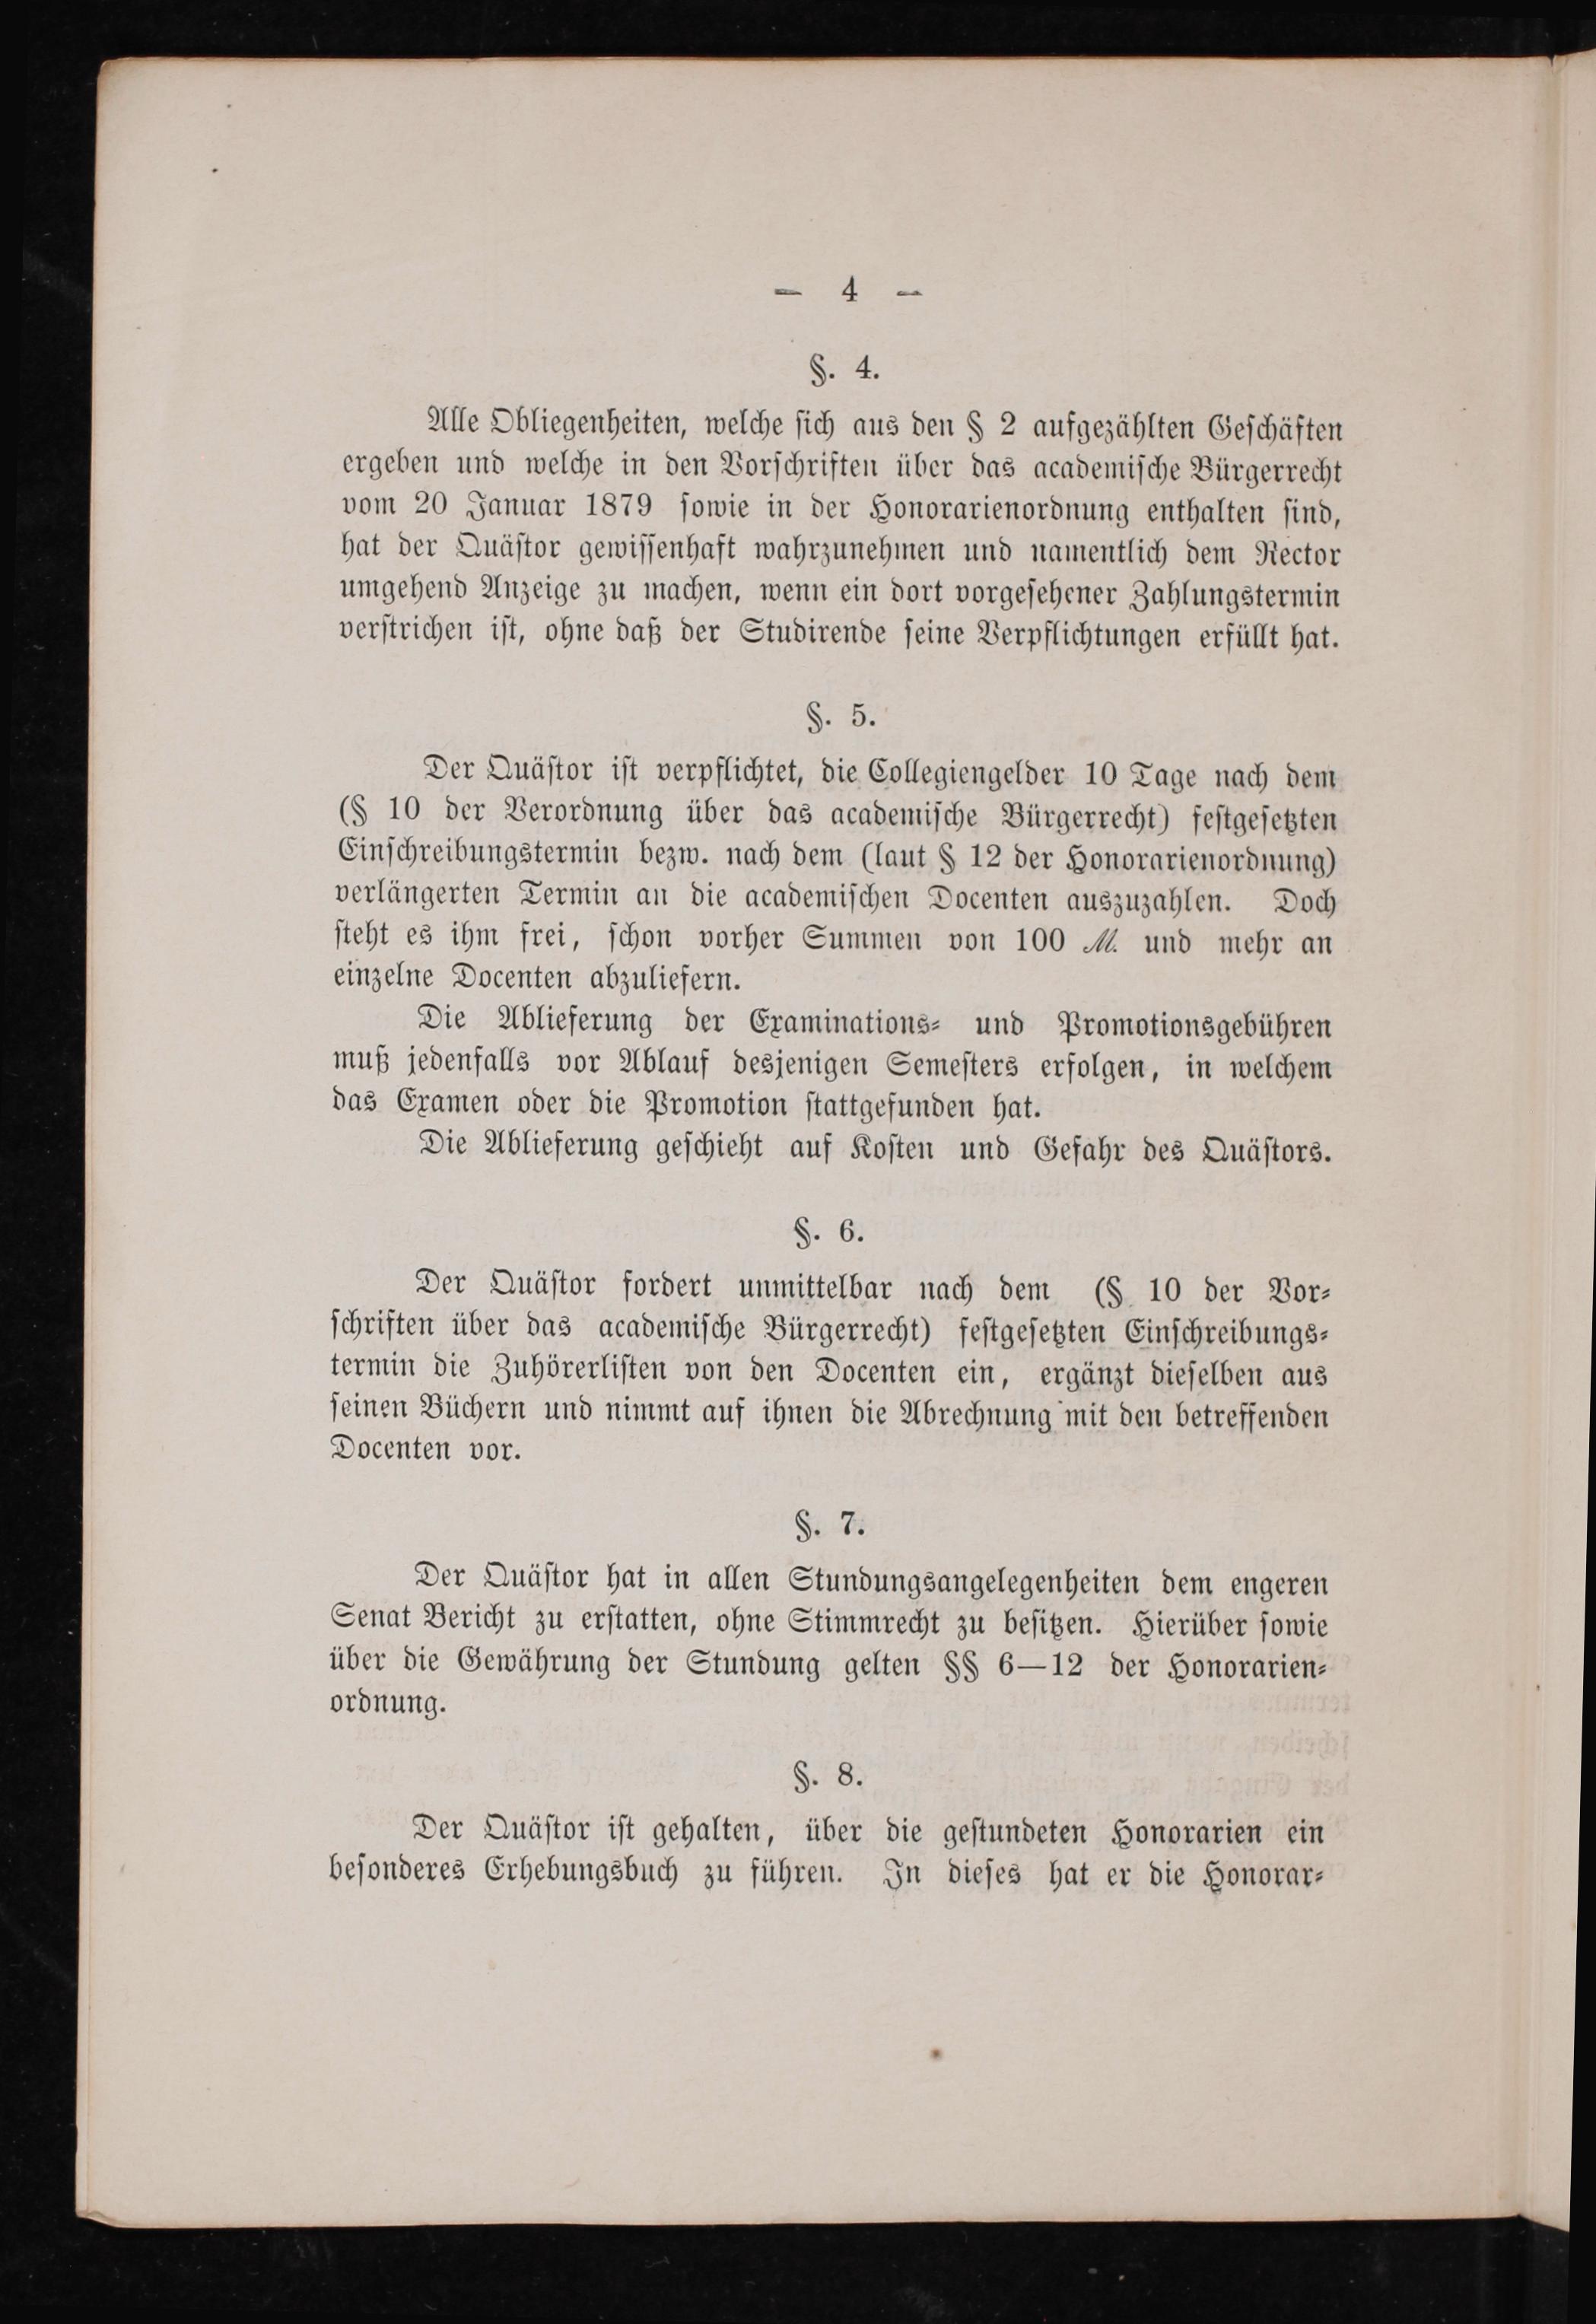 — 4 —
§. 4.
Alle Obliegenheiten, welche ſich aus den § 2 aufgezählten Geſchäften
ergeben und welche in den Vorſchriften über das academiſche Bürgerrecht
vom 20 Januar 1879 ſowie in der Honorarienordnung enthalten ſind,
hat der Quäſtor gewiſſenhaft wahrzunehmen und namentlich dem Rector
umgehend Anzeige zu machen, wenn ein dort vorgeſehener Zahlungstermin
verſtrichen iſt, ohne daß der Studirende ſeine Verpflichtungen erfüllt hat.
§. 5.
Der Quäſtor iſt verpflichtet, die Collegiengelder 10 Tage nach dem
(§ 10 der Verordnung über das academiſche Bürgerrecht) feſtgeſetzten
Einſchreibungstermin bezw. nach dem (laut § 12 der Honorarienordnung)
verlängerten Termin an die academiſchen Docenten auszuzahlen. Doch
ſteht es ihm frei, ſchon vorher Summen von 100 M. und mehr an
einzelne Docenten abzuliefern.
Die Ablieferung der Examinations⸗ und Promotionsgebühren
muß jedenfalls vor Ablauf desjenigen Semeſters erfolgen, in welchem
das Examen oder die Promotion ſtattgefunden hat.
Die Ablieferung geſchieht auf Koſten und Gefahr des Quäſtors.
§. 6.
Der Quäſtor fordert unmittelbar nach dem (§ 10 der Vor⸗
ſchriften über das academiſche Bürgerrecht) feſtgeſetzten Einſchreibungs⸗
termin die Zuhörerliſten von den Docenten ein, ergänzt dieſelben aus
ſeinen Büchern und nimmt auf ihnen die Abrechnung mit den betreffenden
Docenten vor.
§. 7.
Der Quäſtor hat in allen Stundungsangelegenheiten dem engeren
Senat Bericht zu erſtatten, ohne Stimmrecht zu beſitzen. Hierüber ſowie
über die Gewährung der Stundung gelten §§ 6—12 der Honorarien⸗
ordnung.
§. 8.
Der Quäſtor iſt gehalten, über die geſtundeten Honorarien ein
beſonderes Erhebungsbuch zu führen. In dieſes hat er die Honorar⸗